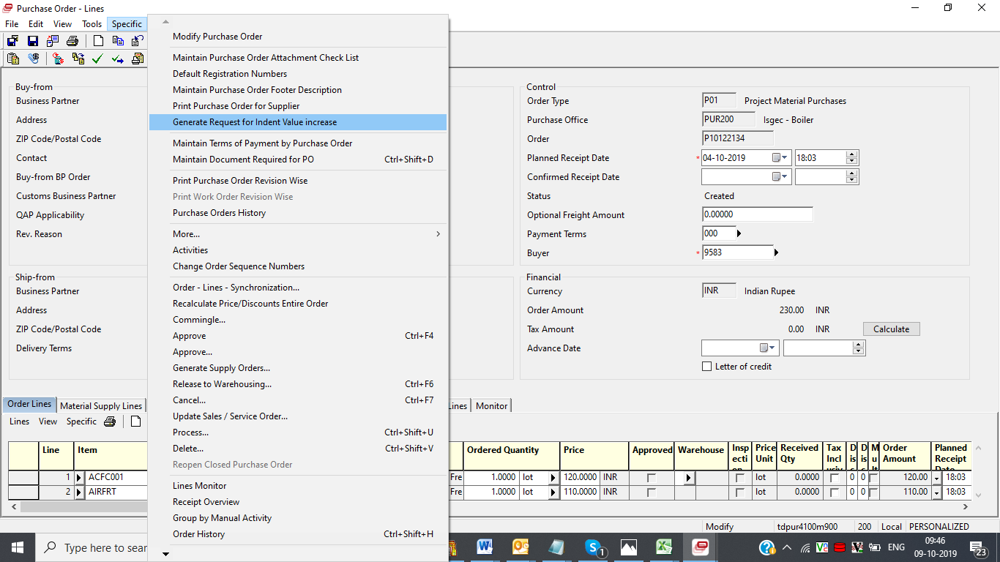 Purchase Order - Lines
File Edit View Tools Specific
Modify Purchase Order
Maintain Purchase Order Attachment Check List
Default Registration Numbers
Maintain Purchase Order Footer Description
Print Purchase Order for Supplier
Generate Request for Indent Value increase
Maintain Terms of Payment by Purchase Order
Maintain Document Required for PO Ctrl+Shift+D
Print Purchase Order Revision Wise
Print Work Order Revision Wise
Purchase Orders History
More...
Activities
Change Order Sequence Numbers
Order - Lines - Synchronization...
Recalculate Price/Discounts Entire Order
Commingle...
Approve Ctrl+F4
Approve...
Generate Supply Orders...
Release to Warehousing... Ctrl+F6
Cancel... Ctrl+F7
Update Sales / Service Order...
Process... Ctrl+Shift+U
Delete... Ctrl+Shift+V
Reopen Closed Purchase Order
Lines Monitor
Receipt Overview
Group by Manual Activity
Order History Ctrl+Shift+H
Buy-from
Business Partner
Address
ZIP Code/Postal Code
Contact
Buy-from BP Order
Customs Business Partner
QAP Applicability
Rev. Reason
Ship-from
Business Partner
Address
ZIP Code/Postal Code
Delivery Terms
Control
Order Type P01 Project Material Purchases
Purchase Office PUR200 Isgec - Boiler
Order P10122134
Planned Receipt Date * 04-10-2019 18:03
Confirmed Receipt Date
Status Created
Optional Freight Amount 0.00000
Payment Terms 000
Buyer * 9583
Financial
Currency INR Indian Rupee
Order Amount 230.00 INR
Tax Amount 0.00 INR Calculate
Advance Date
Letter of credit
Order Lines Material Supply Lines Lines Monitor
Lines View Specific
Line Item Ordered Quantity Price Approved Warehouse Insp ecti on Price Unit Received Qty Tax Incl usiv D is c D is c M u lt Order Amount Planned Receipt Date
1 ACFC001 Fre 1.0000 lot 120.0000 INR lot 0.0000 0 0 120.00 18:03
2 AIRFRT Fre 1.0000 lot 110.0000 INR lot 0.0000 0 0 110.00 18:03
Modify tdpur4100m900 200 Local PERSONALIZED
Type here to sear
1
ENG
09:46
09-10-2019
23